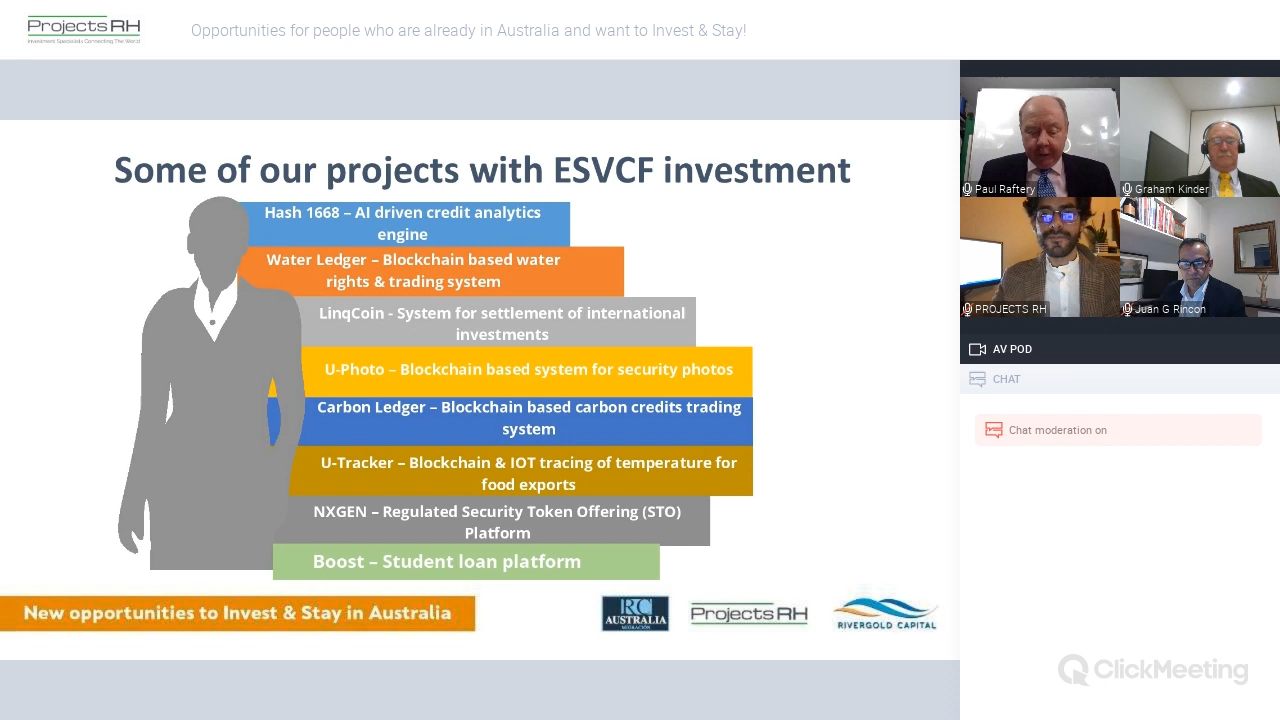 Projects RH
Investment Specialists Connecting The World
Opportunities for people who are already in Australia and want to Invest & Stay!
Some of our projects with ESVCF investment
Hash 1668 – AI driven credit analytics
engine
Water Ledger – Blockchain based water
rights & trading system
LinqCoin - System for settlement of international
investments
U-Photo – Blockchain based system for security photos
Carbon Ledger – Blockchain based carbon credits trading
system
U-Tracker – Blockchain & IOT tracing of temperature for
food exports
NXGEN – Regulated Security Token Offering (STO)
Platform
Boost – Student loan platform
New opportunities to Invest & Stay in Australia
RC
AUSTRALIA
MIGRACIÓN
Projects RH
RIVERGOLD CAPITAL
Paul Raftery
Graham Kinder
PROJECTS RH
Juan G Rincon
AV POD
CHAT
Chat moderation on
ClickMeeting